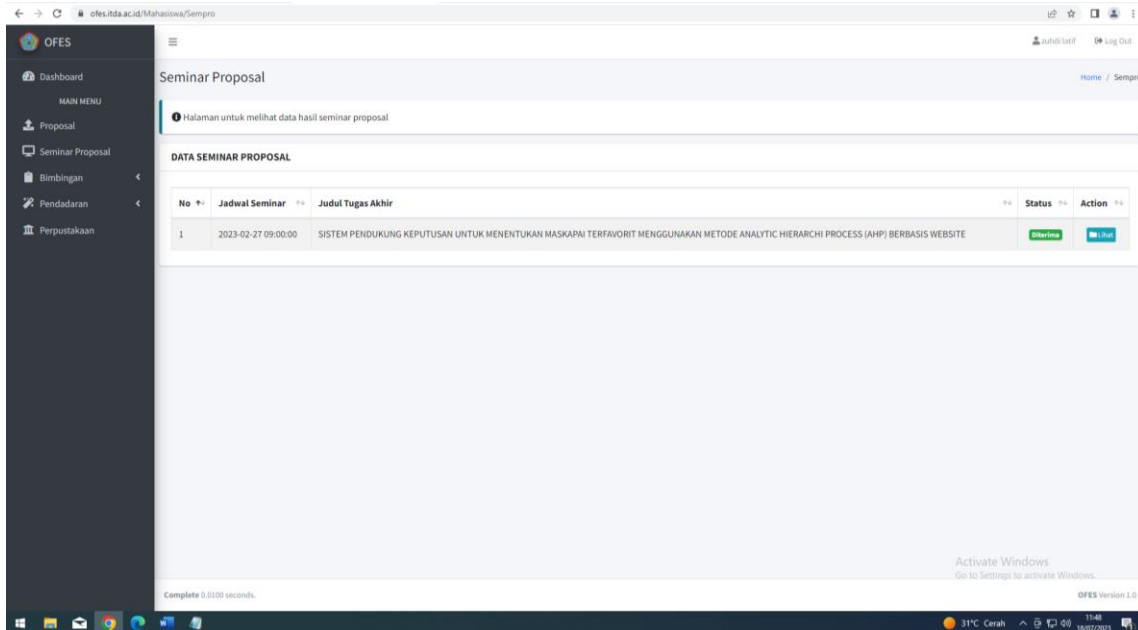 ofes.itda.ac.id/Mahasiswa/Sempro
OFES
zuhdi latif Log Out
Dashboard
Seminar Proposal
Home / Sempro
MAIN MENU
Proposal
Halaman untuk melihat data hasil seminar proposal
Seminar Proposal
DATA SEMINAR PROPOSAL
Bimbingan
Pendadaran
Perpustakaan
No Jadwal Seminar Judul Tugas Akhir Status Action
1 2023-02-27 09:00:00 SISTEM PENDUKUNG KEPUTUSAN UNTUK MENENTUKAN MASKAPAI TERFAVORIT MENGGUNAKAN METODE ANALYTIC HIERARCHI PROCESS (AHP) BERBASIS WEBSITE Diterima Lihat
Activate Windows
Go to Settings to activate Windows.
Complete 0.0100 seconds.
OFES Version 1.0
31°C Cerah
11:48
18/07/2023